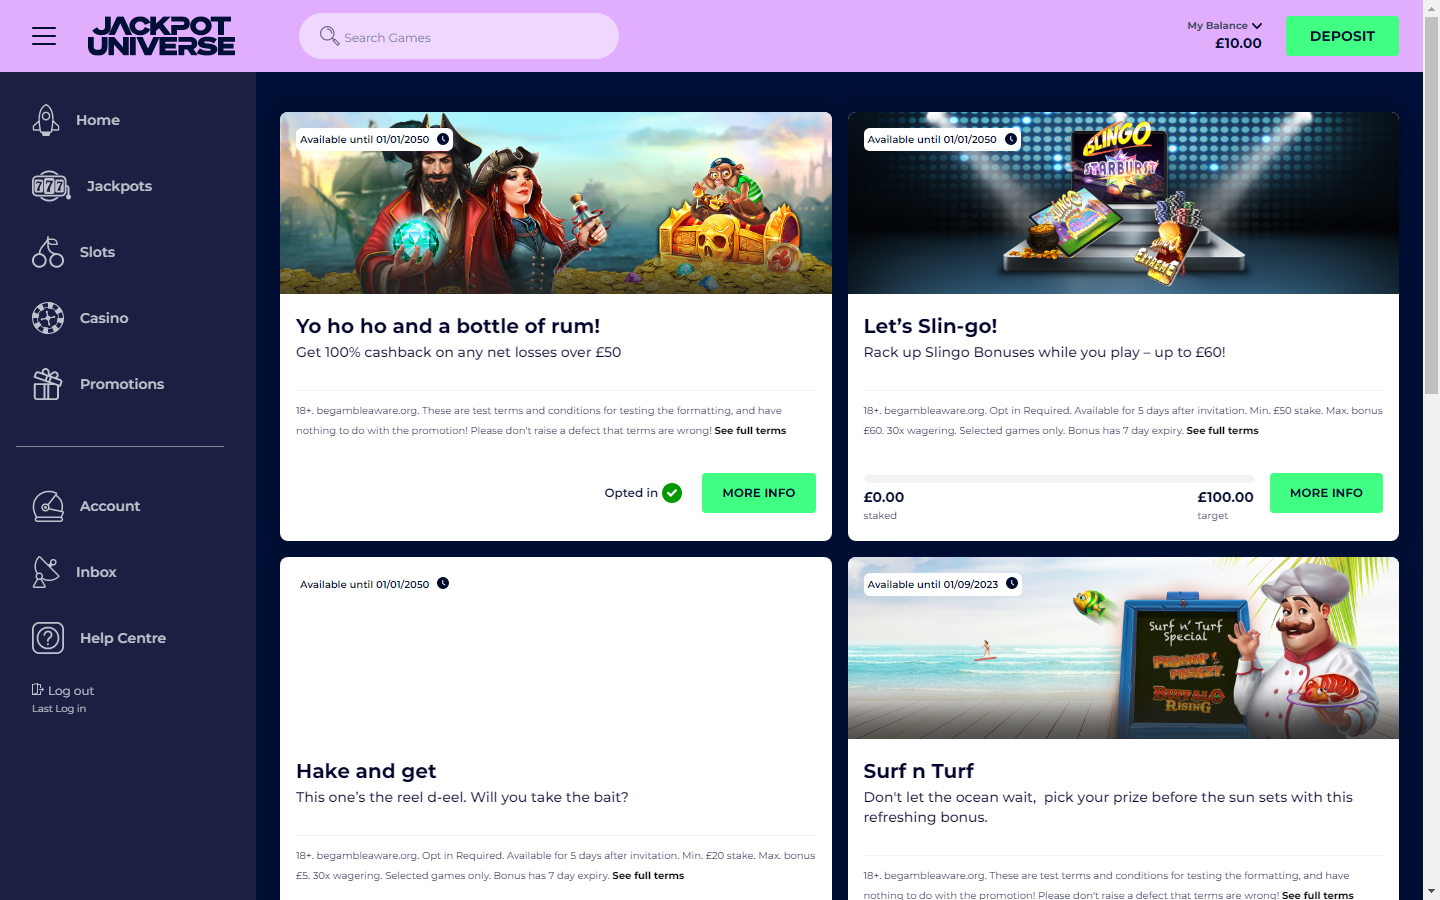 JACKPOT
UNIVERSE
Search Games
My Balance
£10.00
DEPOSIT
Home
Jackpots
Slots
Casino
Promotions
Account
Inbox
Help Centre
Log out
Last Log in
Available until 01/01/2050
Yo ho ho and a bottle of rum!
Get 100% cashback on any net losses over £50
18+. begambleaware.org. These are test terms and conditions for testing the formatting, and have
nothing to do with the promotion! Please don't raise a defect that terms are wrong! See full terms
Opted in
MORE INFO
Available until 01/01/2050
SLINGO
STARBURST
SLINGO
SLINGO
EXTREME
Let’s Slin-go!
Rack up Slingo Bonuses while you play – up to £60!
18+. begambleaware.org. Opt in Required. Available for 5 days after invitation. Min. £50 stake. Max. bonus
£60. 30x wagering. Selected games only. Bonus has 7 day expiry. See full terms
£0.00
staked
£100.00
target
MORE INFO
Available until 01/01/2050
Hake and get
This one’s the reel d-eel. Will you take the bait?
18+. begambleaware.org. Opt in Required. Available for 5 days after invitation. Min. £20 stake. Max. bonus
£5. 30x wagering. Selected games only. Bonus has 7 day expiry. See full terms
Available until 01/09/2023
Surf n' Turf
Special
FISHIN'
FRENZY
BUFFALO
RISING
Surf n Turf
Don't let the ocean wait,  pick your prize before the sun sets with this
refreshing bonus.
18+. begambleaware.org. These are test terms and conditions for testing the formatting, and have
nothing to do with the promotion! Please don't raise a defect that terms are wrong! See full terms